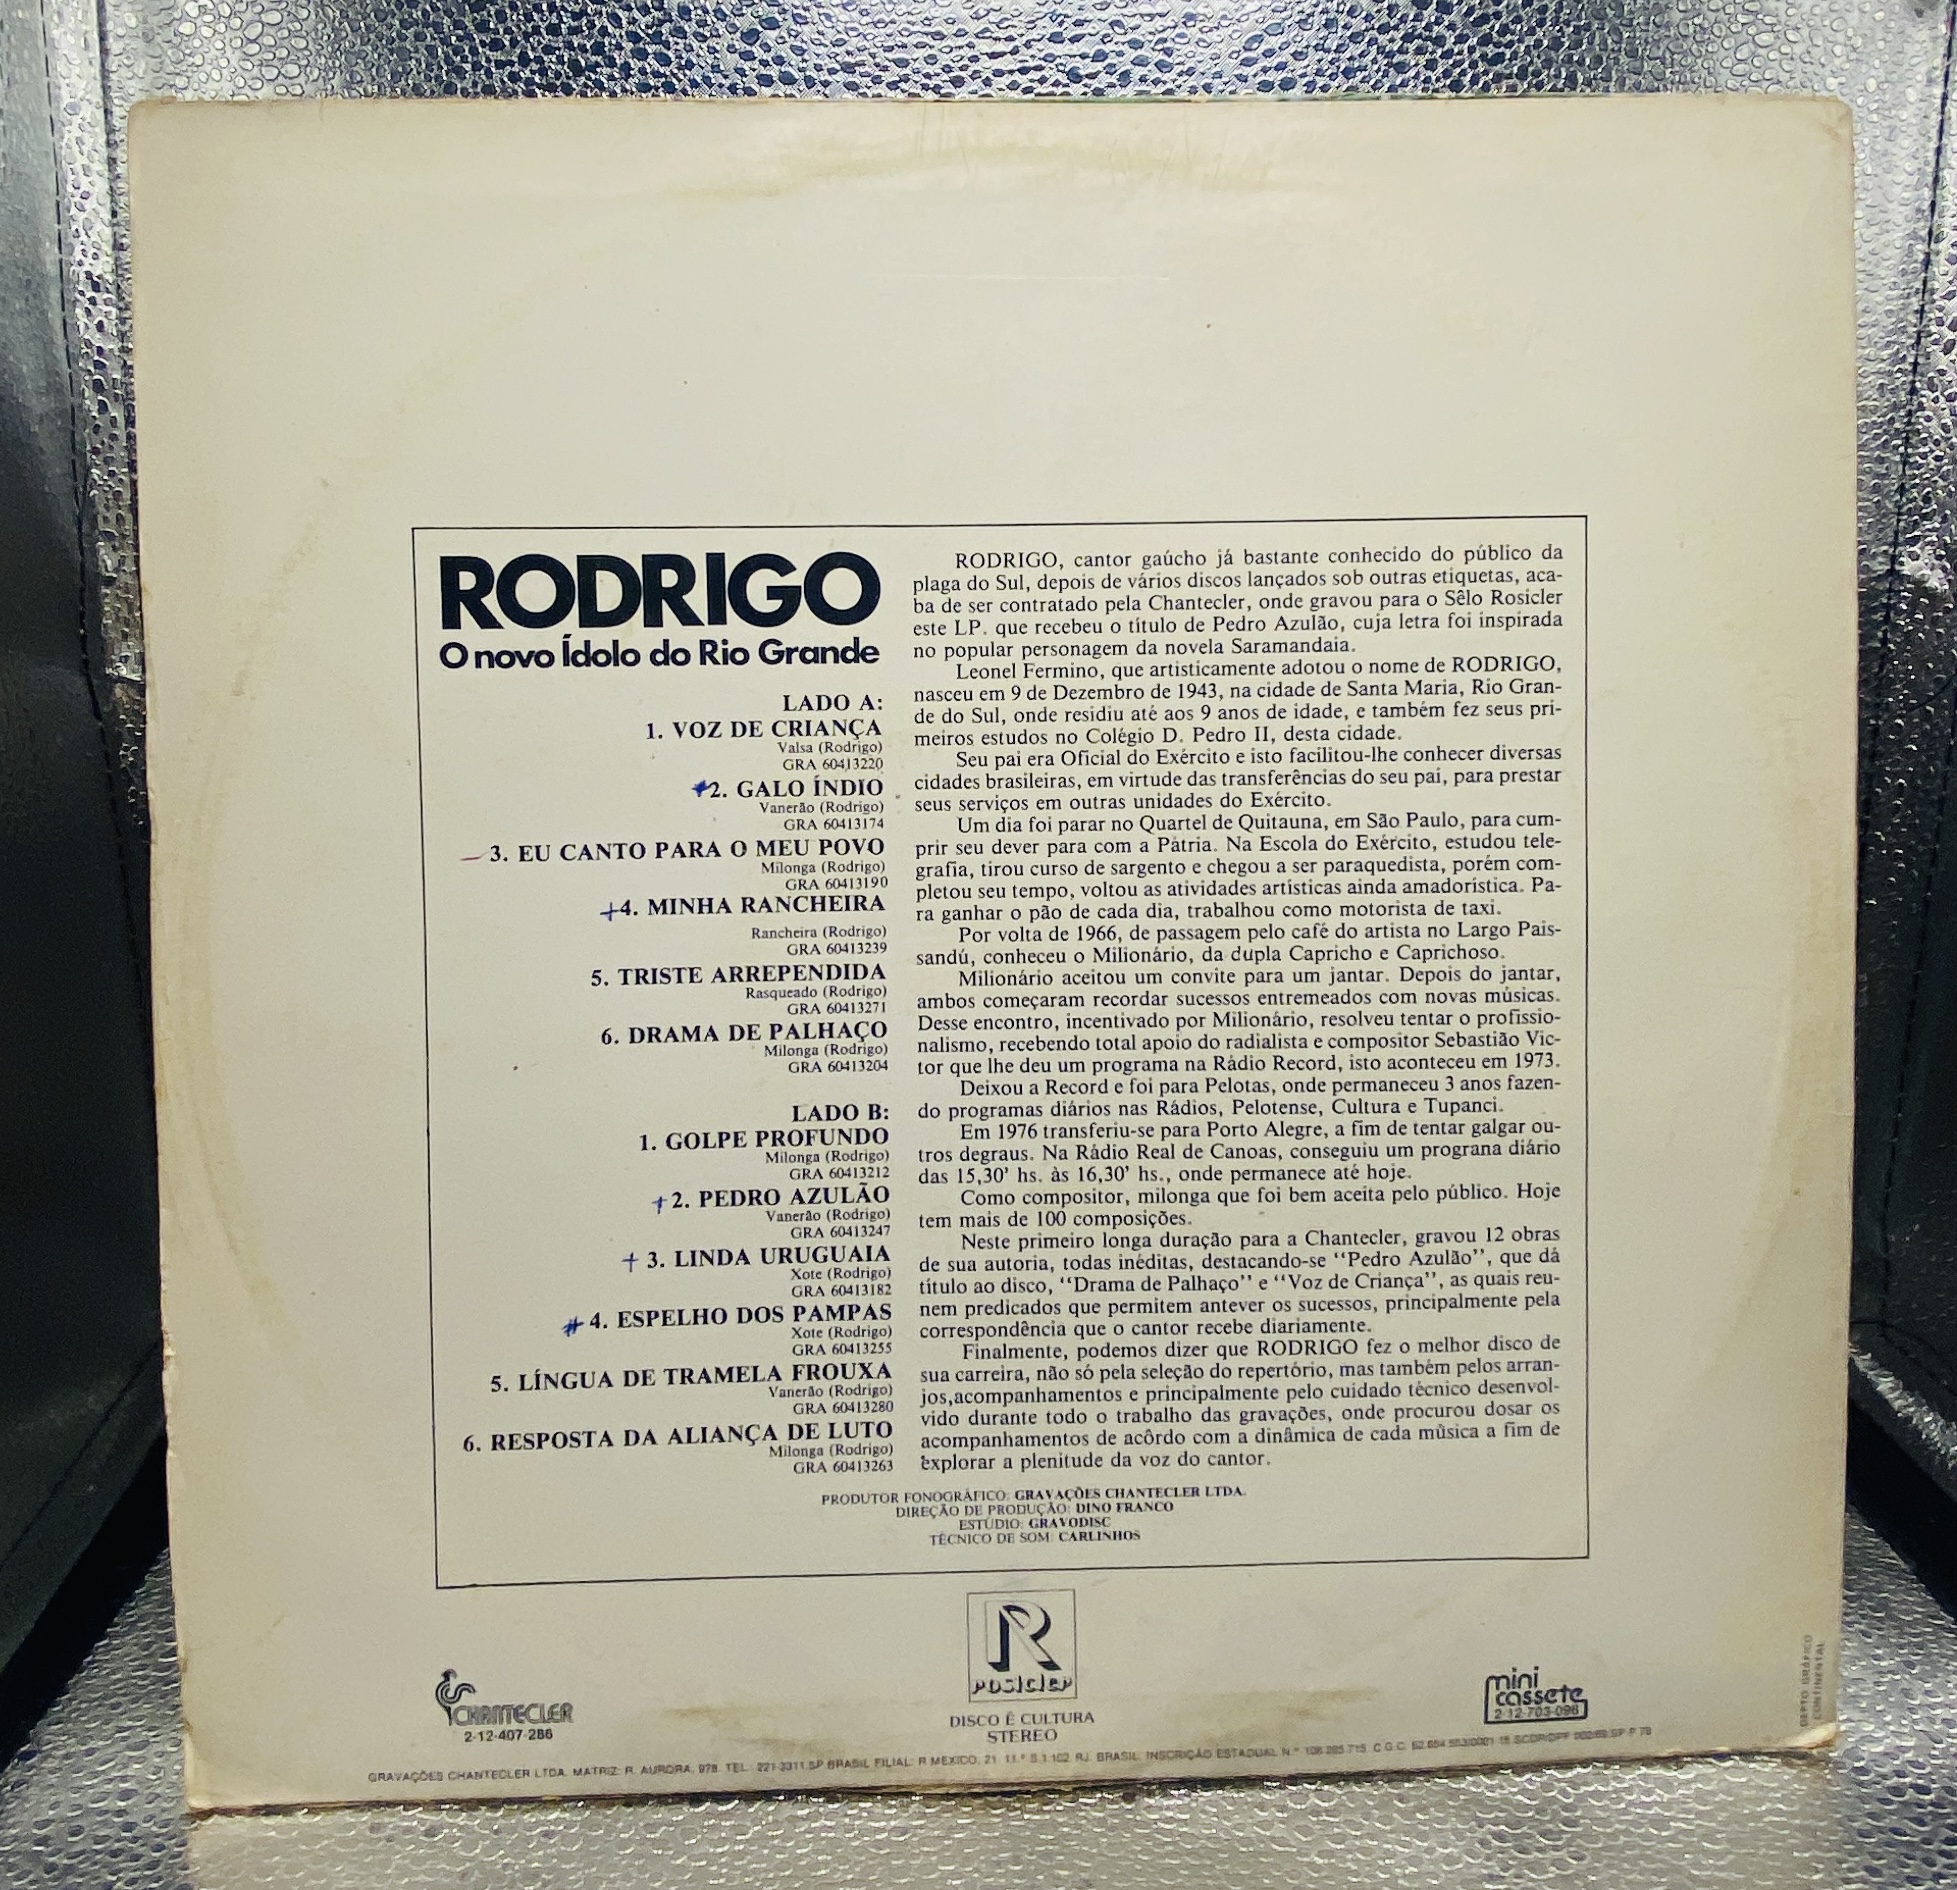 RODRIGO
O novo Ídolo do Rio Grande
LADO A:
1. VOZ DE CRIANÇA
Valsa (Rodrigo)
GRA 60413220
2. GALO ÍNDIO
Vanerão (Rodrigo)
GRA 60413174
3. EU CANTO PARA O MEU POVO
Milonga (Rodrigo)
GRA 60413190
+4. MINHA RANCHEIRA
Rancheira (Rodrigo)
GRA 60413239
5. TRISTE ARREPENDIDA
Rasqueado (Rodrigo)
GRA 60413271
6. DRAMA DE PALHAÇO
Milonga (Rodrigo)
GRA 60413204
LADO B:
1. GOLPE PROFUNDO
Milonga (Rodrigo)
GRA 60413212
+ 2. PEDRO AZULÃO
Vanerão (Rodrigo)
GRA 60413247
+ 3. LINDA URUGUAIA
Xote (Rodrigo)
GRA 60413182
# 4. ESPELHO DOS PAMPAS
Xote (Rodrigo)
GRA 60413255
5. LÍNGUA DE TRAMELA FROUXA
Vanerão (Rodrigo)
GRA 60413280
6. RESPOSTA DA ALIANÇA DE LUTO
Milonga (Rodrigo)
GRA 60413263
RODRIGO, cantor gaúcho já bastante conhecido do público da
plaga do Sul, depois de vários discos lançados sob outras etiquetas, aca-
ba de ser contratado pela Chantecler, onde gravou para o Sêlo Rosicler
este LP. que recebeu o título de Pedro Azulão, cuja letra foi inspirada
no popular personagem da novela Saramandaia.
Leonel Fermino, que artisticamente adotou o nome de RODRIGO,
nasceu em 9 de Dezembro de 1943, na cidade de Santa Maria, Rio Gran-
de do Sul, onde residiu até aos 9 anos de idade, e também fez seus pri-
meiros estudos no Colégio D. Pedro II, desta cidade.
Seu pai era Oficial do Exército e isto facilitou-lhe conhecer diversas
cidades brasileiras, em virtude das transferências do seu pai, para prestar
seus serviços em outras unidades do Exército.
Um dia foi parar no Quartel de Quitauna, em São Paulo, para cum-
prir seu dever para com a Pátria. Na Escola do Exército, estudou tele-
grafia, tirou curso de sargento e chegou a ser paraquedista, porém com-
pletou seu tempo, voltou as atividades artísticas ainda amadorística. Pa-
ra ganhar o pão de cada dia, trabalhou como motorista de taxi.
Por volta de 1966, de passagem pelo café do artista no Largo Pais-
sandú, conheceu o Milionário, da dupla Capricho e Caprichoso.
Milionário aceitou um convite para um jantar. Depois do jantar,
ambos começaram recordar sucessos entremeados com novas músicas.
Desse encontro, incentivado por Milionário, resolveu tentar o profissio-
nalismo, recebendo total apoio do radialista e compositor Sebastião Vic-
tor que lhe deu um programa na Rádio Record, isto aconteceu em 1973.
Deixou a Record e foi para Pelotas, onde permaneceu 3 anos fazen-
do programas diários nas Rádios, Pelotense, Cultura e Tupanci.
Em 1976 transferiu-se para Porto Alegre, a fim de tentar galgar ou-
tros degraus. Na Rádio Real de Canoas, conseguiu um prograna diário
das 15,30' hs. às 16,30' hs., onde permanece até hoje.
Como compositor, milonga que foi bem aceita pelo público. Hoje
tem mais de 100 composições.
Neste primeiro longa duração para a Chantecler, gravou 12 obras
de sua autoria, todas inéditas, destacando-se "Pedro Azulão", que dá
título ao disco, "Drama de Palhaço" e "Voz de Criança", as quais reu-
nem predicados que permitem antever os sucessos, principalmente pela
correspondência que o cantor recebe diariamente.
Finalmente, podemos dizer que RODRIGO fez o melhor disco de
sua carreira, não só pela seleção do repertório, mas também pelos arran-
jos,acompanhamentos e principalmente pelo cuidado técnico desenvol-
vido durante todo o trabalho das gravações, onde procurou dosar os
acompanhamentos de acôrdo com a dinâmica de cada música a fim de
explorar a plenitude da voz do cantor.
PRODUTOR FONOGRÁFICO: GRAVAÇÕES CHANTECLER LTDA.
DIREÇÃO DE PRODUÇÃO: DINO FRANCO
ESTÚDIO: GRAVODISC
TÉCNICO DE SOM: CARLINHOS
CHANTECLER
2-12-407-286
R
ROSICLER
DISCO É CULTURA
STEREO
mini
cassete
2-12-703-096
DEPTO GRÁFICO
CONTINENTAL
GRAVAÇÕES CHANTECLER LTDA. MATRIZ: R. AURORA, 978. TEL: 221-3311 SP BRASIL FILIAL: R MEXICO, 21 11.º S.1.102 RJ. BRASIL. INSCRIÇÃO ESTADUAL N.º